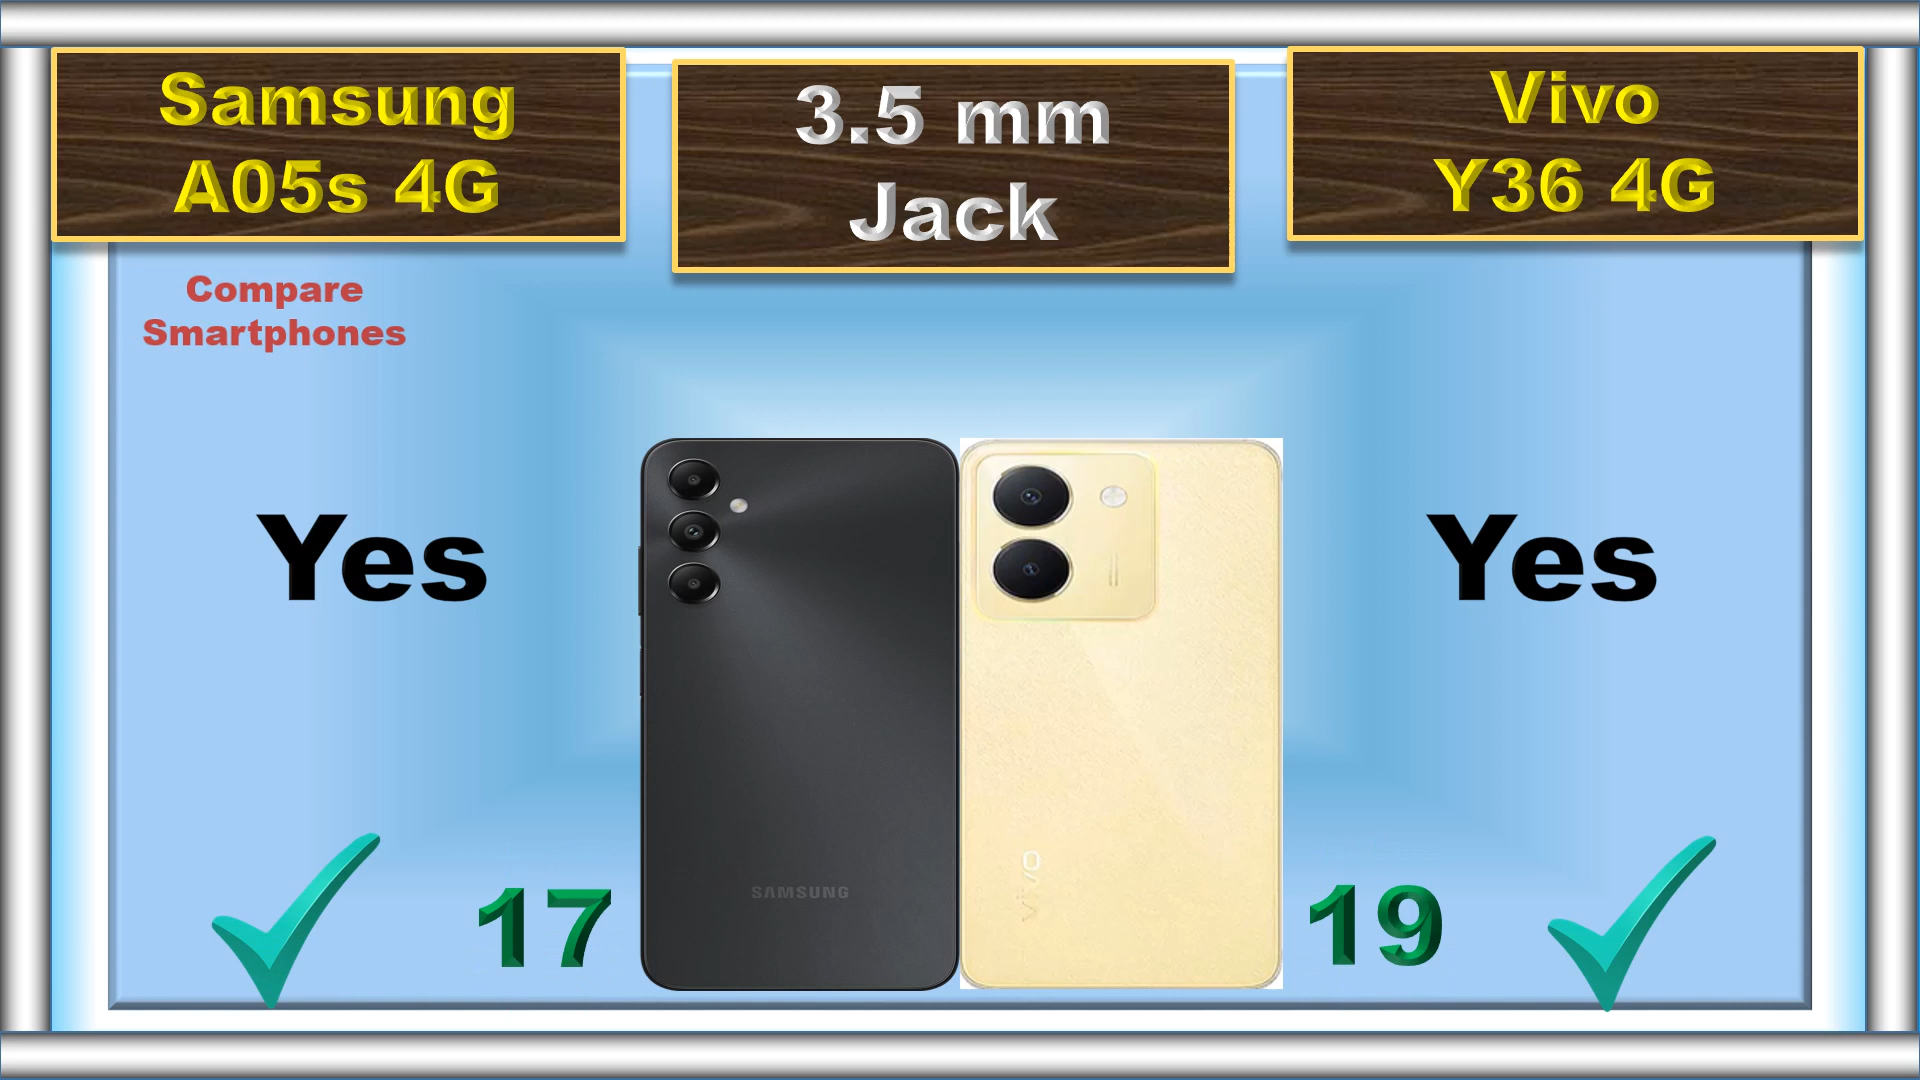 Samsung
A05s 4G
3.5 mm
Jack
Vivo
Y36 4G
Compare
Smartphones
Yes
Yes
SAMSUNG
vivo
17
19